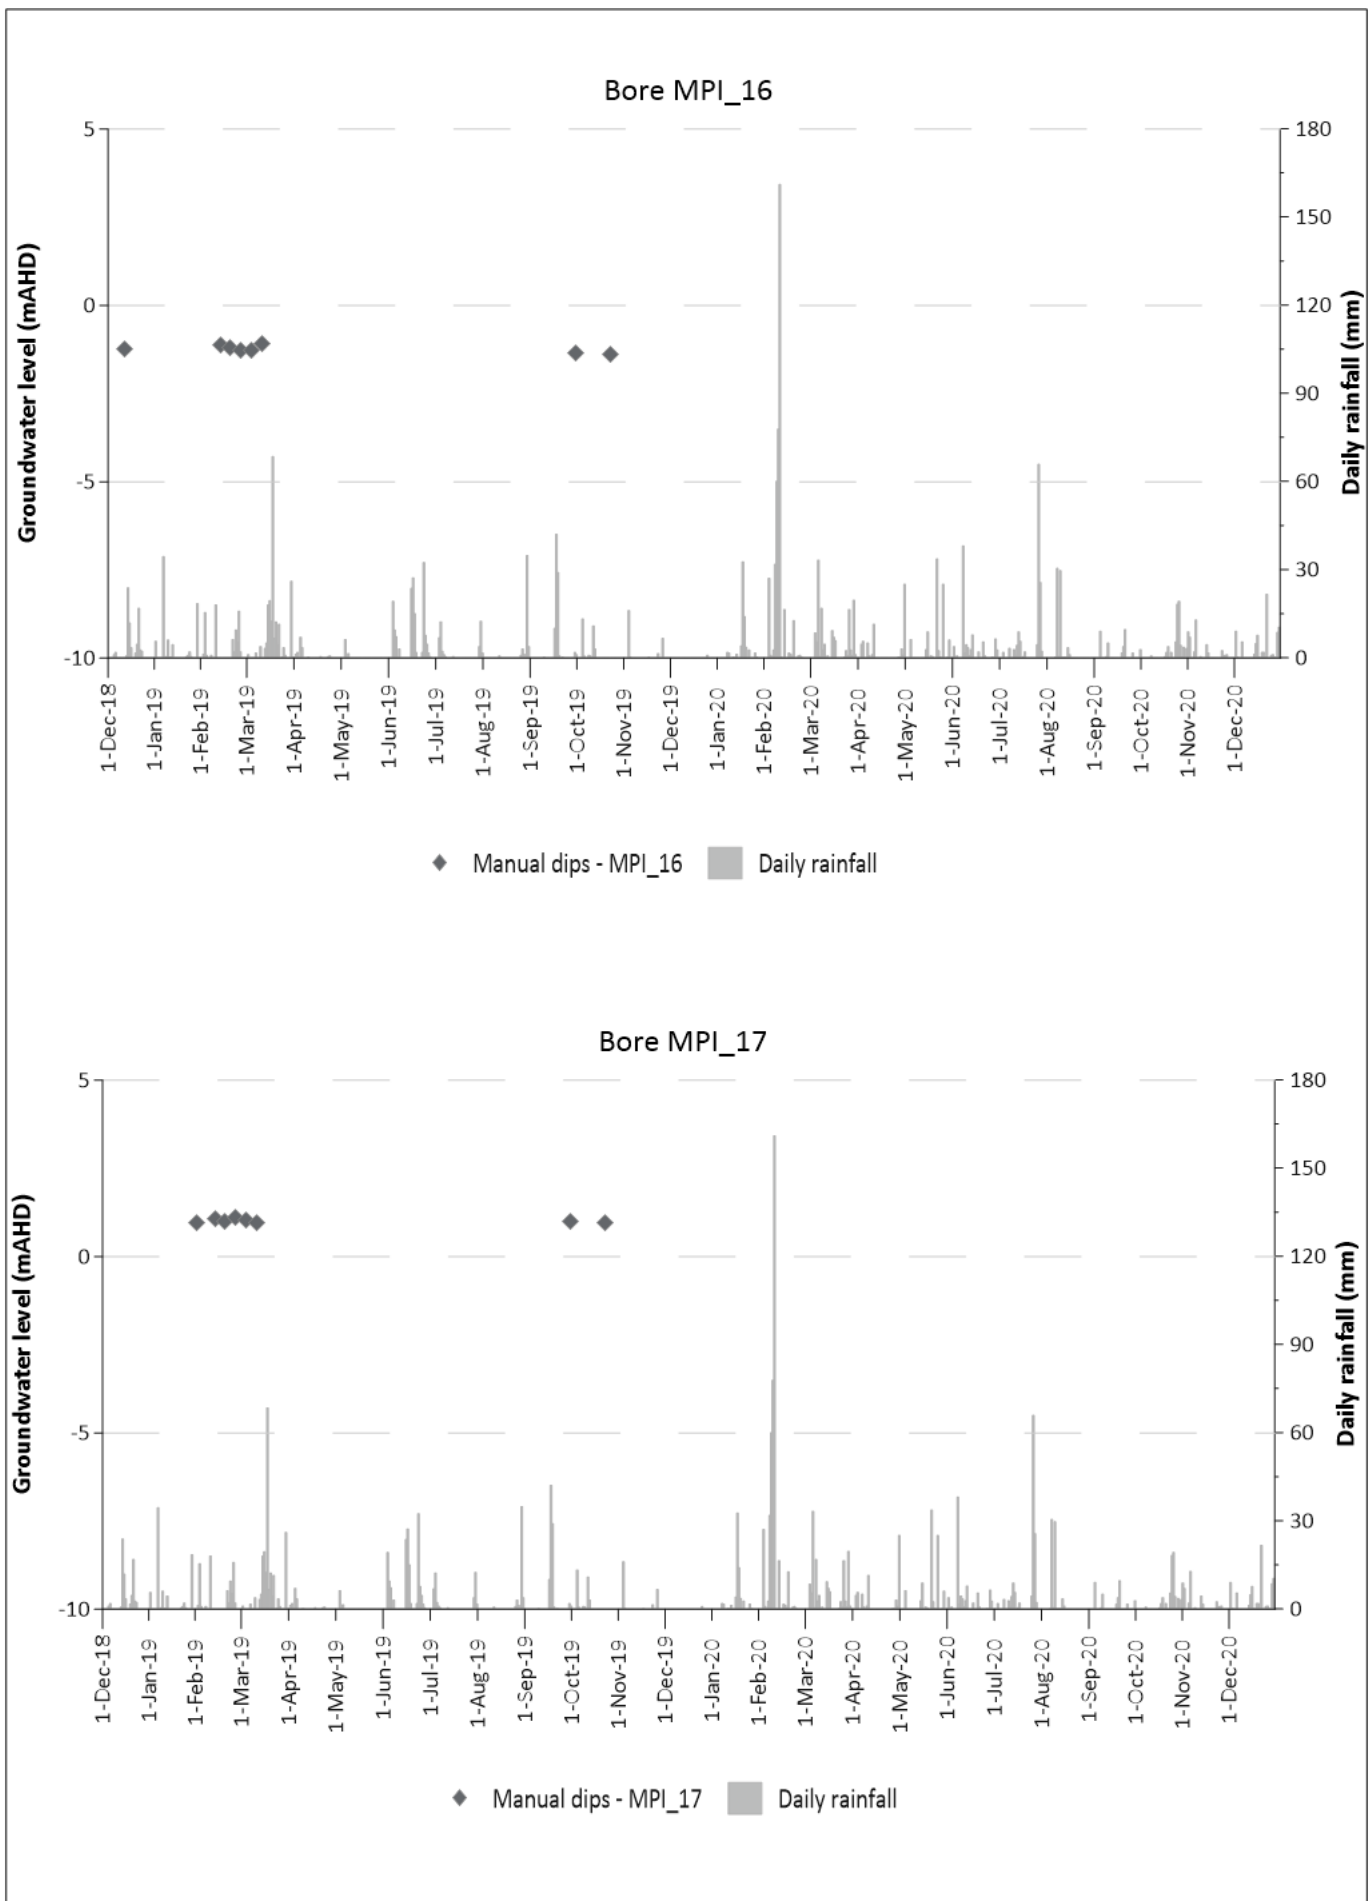 Bore MPI_16
Groundwater level (mAHD)
5
0
-5
-10
180
150
120
90
60
30
0
Daily rainfall (mm)
1-Dec-18
1-Jan-19
1-Feb-19
1-Mar-19
1-Apr-19
1-May-19
1-Jun-19
1-Jul-19
1-Aug-19
1-Sep-19
1-Oct-19
1-Nov-19
1-Dec-19
1-Jan-20
1-Feb-20
1-Mar-20
1-Apr-20
1-May-20
1-Jun-20
1-Jul-20
1-Aug-20
1-Sep-20
1-Oct-20
1-Nov-20
1-Dec-20
Manual dips - MPI_16 Daily rainfall
Bore MPI_17
Groundwater level (mAHD)
5
0
-5
-10
180
150
120
90
60
30
0
Daily rainfall (mm)
1-Dec-18
1-Jan-19
1-Feb-19
1-Mar-19
1-Apr-19
1-May-19
1-Jun-19
1-Jul-19
1-Aug-19
1-Sep-19
1-Oct-19
1-Nov-19
1-Dec-19
1-Jan-20
1-Feb-20
1-Mar-20
1-Apr-20
1-May-20
1-Jun-20
1-Jul-20
1-Aug-20
1-Sep-20
1-Oct-20
1-Nov-20
1-Dec-20
Manual dips - MPI_17 Daily rainfall